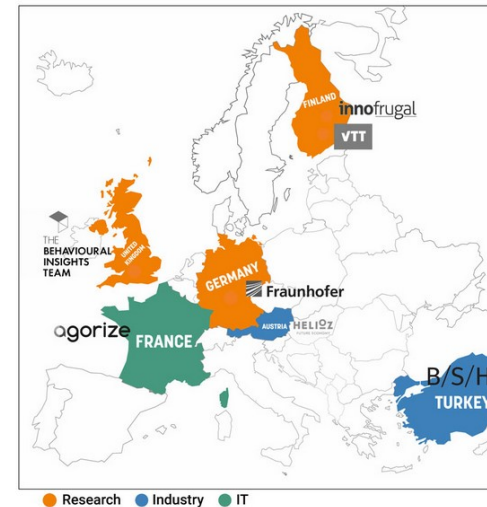 FINLAND
innofrugal
VTT
THE
BEHAVIOURAL
INSIGHTS
TEAM
UNITED
KINGDOM
GERMANY
Fraunhofer
agorize
FRANCE
AUSTRIA
HELIOZ
B/S/H
TURKEY
Research
Industry
IT